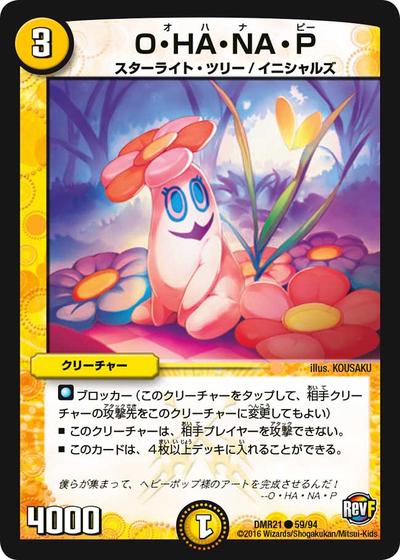 3
オ ハ ナ ピー
O・HA・NA・P
スターライト・ツリー / イニシャルズ
illus. KOUSAKU
クリーチャー
ブロッカー(このクリーチャーをタップして、相手クリー
チャーの攻撃先をこのクリーチャーに変更してもよい)
■ このクリーチャーは、相手プレイヤーを攻撃できない。
■ このカードは、4枚以上デッキに入れることができる。
僕らが集まって、ヘビーポップ様のアートを完成させるんだ!
--O・HA・NA・P
4000
1
DMR21 ● 59/94
©2016 Wizards/Shogakukan/Mitsui-Kids
RevF